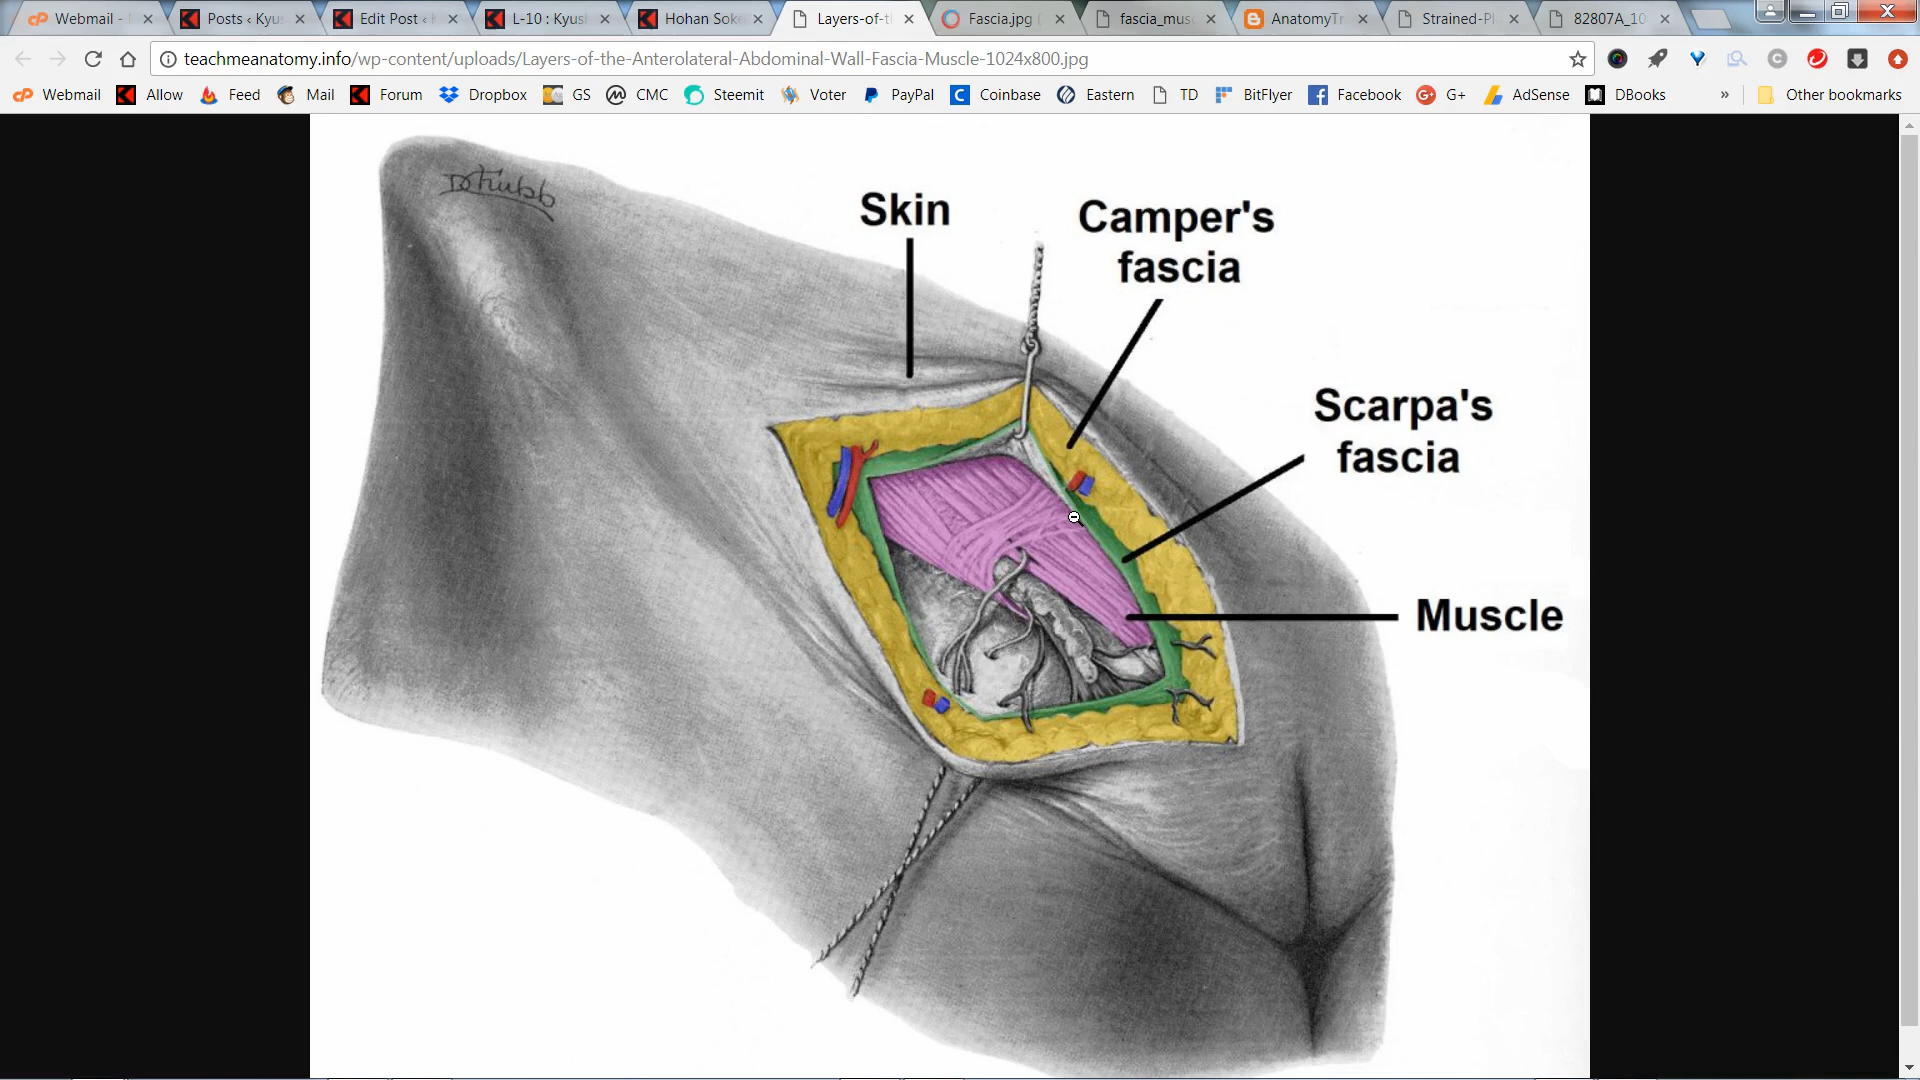 Webmail -
Posts ‹ Kyu
Edit Post ‹
L-10 : Kyus
Hohan Soke
Layers-of-t
Fascia.jpg (
fascia_mus
AnatomyTr
Strained-Pl
82807A_10
teachmeanatomy.info/wp-content/uploads/Layers-of-the-Anterolateral-Abdominal-Wall-Fascia-Muscle-1024x800.jpg
Webmail Allow Feed Mail Forum Dropbox GS CMC Steemit Voter PayPal Coinbase Eastern TD BitFlyer Facebook G+ AdSense DBooks » Other bookmarks
Skin
Camper's
fascia
Scarpa's
fascia
Muscle